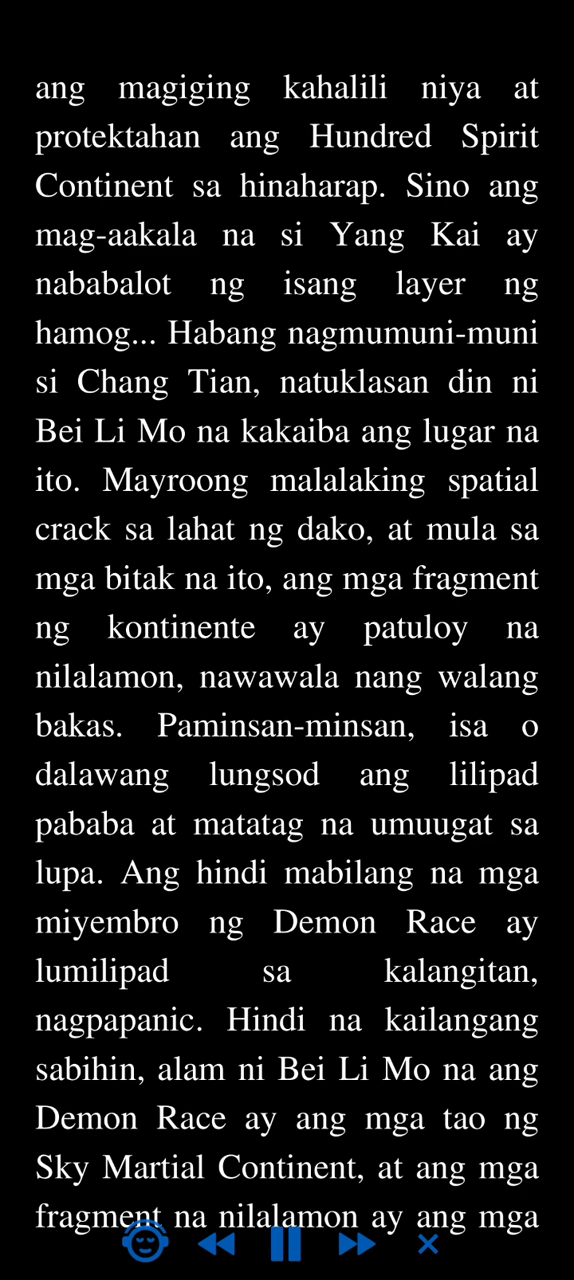 ang magiging kahalili niya at
protektahan ang Hundred Spirit
Continent sa hinaharap. Sino ang
mag-aakala na si Yang Kai ay
nababalot ng isang layer ng
hamog... Habang nagmumuni-muni
si Chang Tian, natuklasan din ni
Bei Li Mo na kakaiba ang lugar na
ito. Mayroong malalaking spatial
crack sa lahat ng dako, at mula sa
mga bitak na ito, ang mga fragment
ng kontinente ay patuloy na
nilalamon, nawawala nang walang
bakas. Paminsan-minsan, isa o
dalawang lungsod ang lilipad
pababa at matatag na umuugat sa
lupa. Ang hindi mabilang na mga
miyembro ng Demon Race ay
lumilipad sa kalangitan,
nagpapanic. Hindi na kailangang
sabihin, alam ni Bei Li Mo na ang
Demon Race ay ang mga tao ng
Sky Martial Continent, at ang mga
fragment na nilalamon ay ang mga